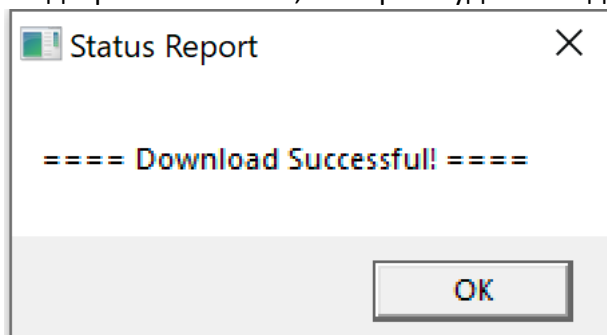 Status Report
==== Download Successful! ====
OK